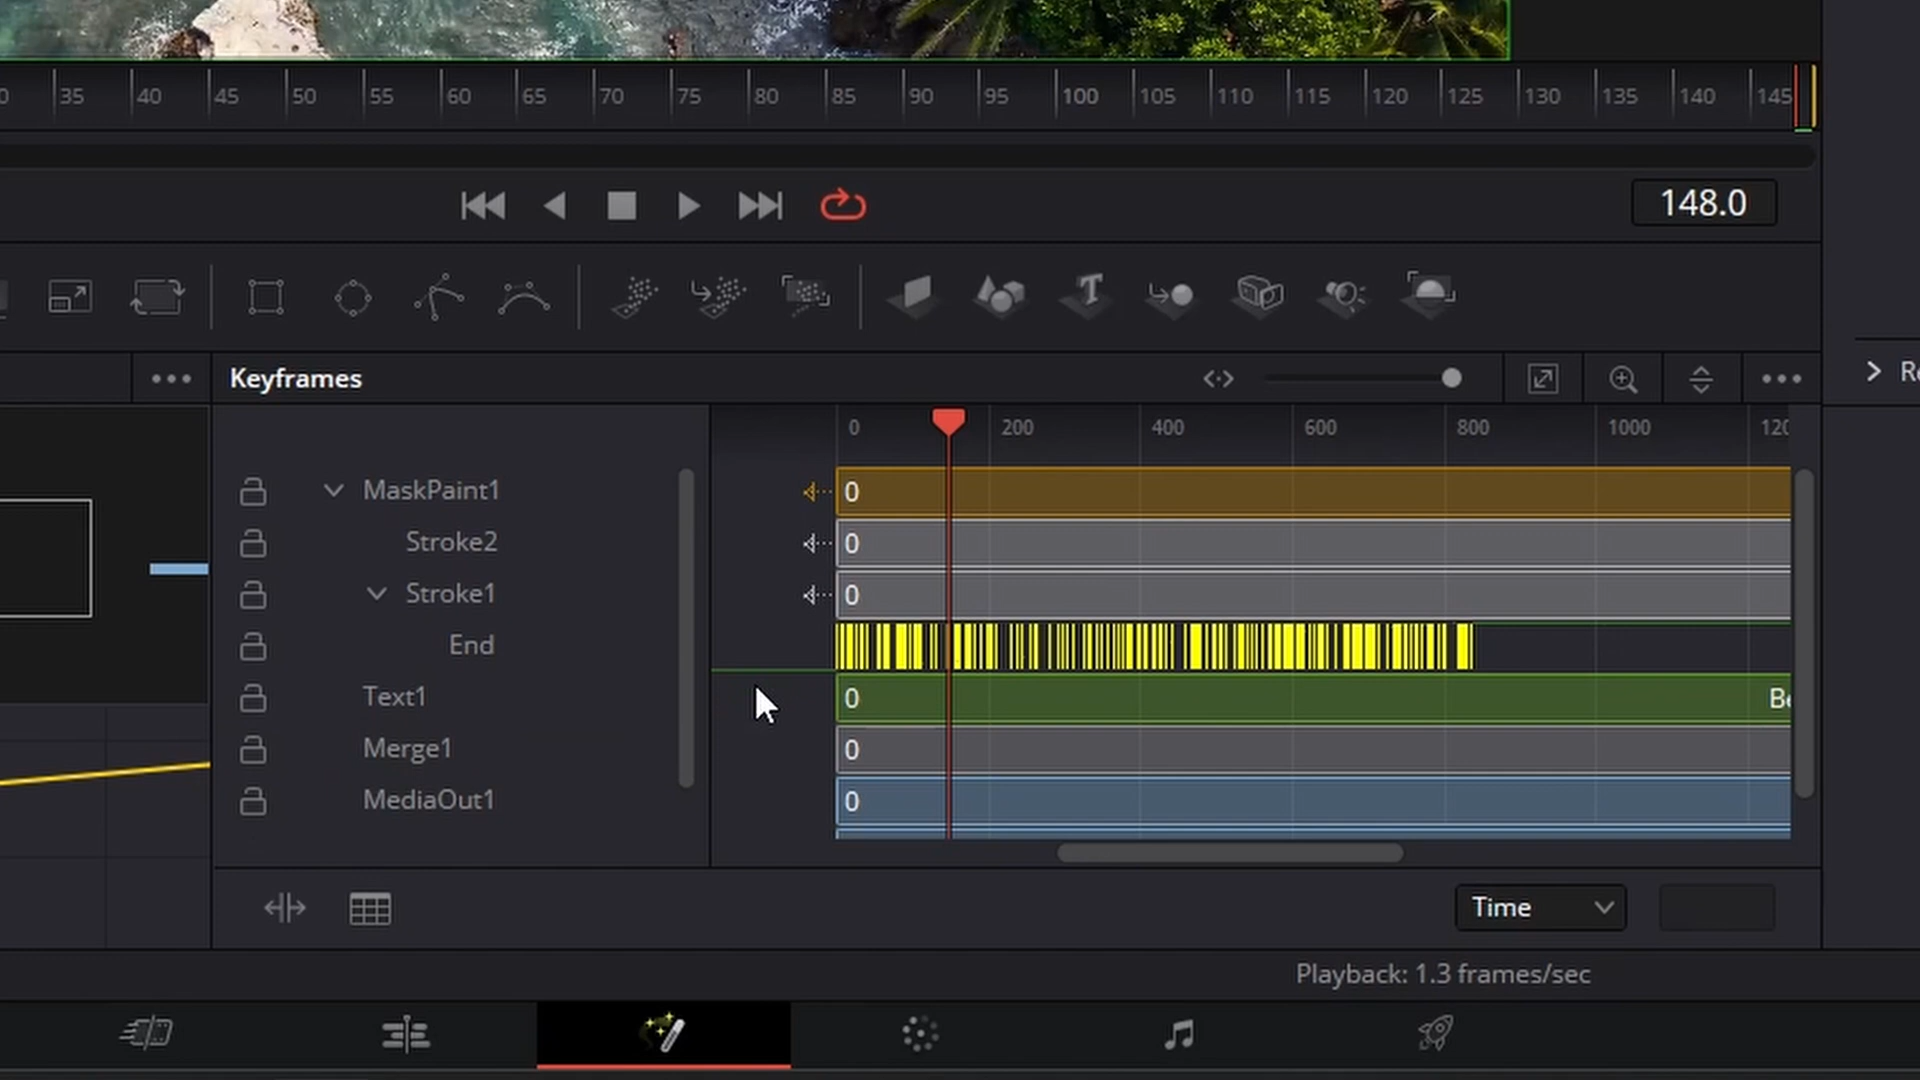 35 40 45 50 55 60 65 70 75 80 85 90 95 100 105 110 115 120 125 130 135 140 145
148.0
Keyframes
0 200 400 600 800 1000
MaskPaint1 0
Stroke2 0
Stroke1 0
End
Text1 0
Merge1 0
MediaOut1 0
Time
Playback: 1.3 frames/sec